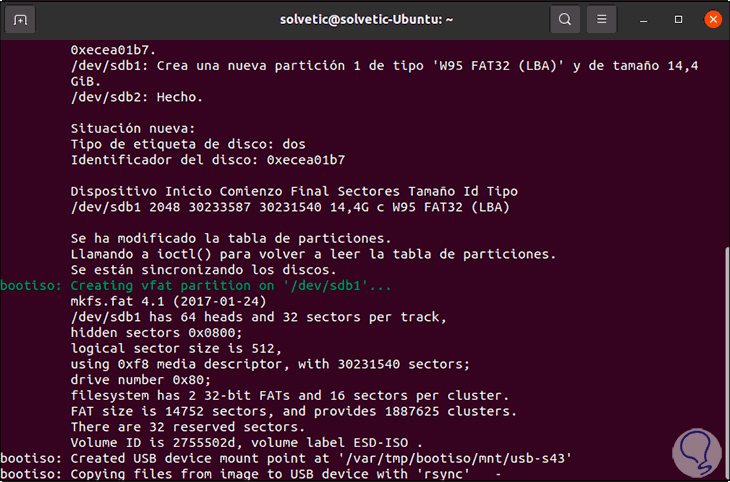 solvetic@solvetic-Ubuntu: ~
0xecea01b7.
/dev/sdb1: Crea una nueva partición 1 de tipo 'W95 FAT32 (LBA)' y de tamaño 14,4
GiB.
/dev/sdb2: Hecho.
Situación nueva:
Tipo de etiqueta de disco: dos
Identificador del disco: 0xecea01b7
Dispositivo Inicio Comienzo Final Sectores Tamaño Id Tipo
/dev/sdb1 2048 30233587 30231540 14,4G c W95 FAT32 (LBA)
Se ha modificado la tabla de particiones.
Llamando a ioctl() para volver a leer la tabla de particiones.
Se están sincronizando los discos.
bootiso: Creating vfat partition on '/dev/sdb1'...
mkfs.fat 4.1 (2017-01-24)
/dev/sdb1 has 64 heads and 32 sectors per track,
hidden sectors 0x0800;
logical sector size is 512,
using 0xf8 media descriptor, with 30231540 sectors;
drive number 0x80;
filesystem has 2 32-bit FATs and 16 sectors per cluster.
FAT size is 14752 sectors, and provides 1887625 clusters.
There are 32 reserved sectors.
Volume ID is 2755502d, volume label ESD-ISO .
bootiso: Created USB device mount point at '/var/tmp/bootiso/mnt/usb-s43'
bootiso: Copying files from image to USB device with 'rsync' -